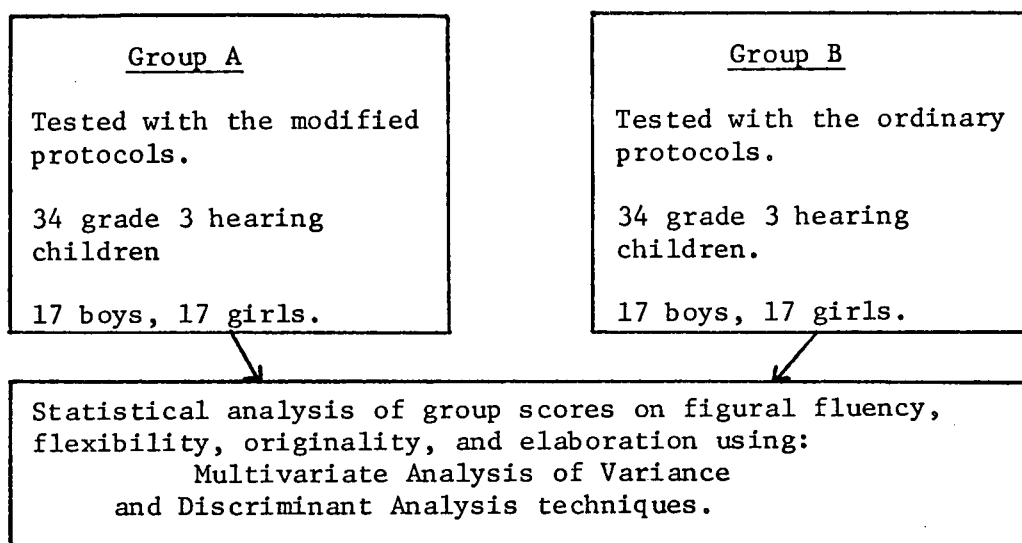 Group A
Tested with the modified
protocols.
34 grade 3 hearing
children
17 boys, 17 girls.
Group B
Tested with the ordinary
protocols.
34 grade 3 hearing
children.
17 boys, 17 girls.
Statistical analysis of group scores on figural fluency,
flexibility, originality, and elaboration using:
Multivariate Analysis of Variance
and Discriminant Analysis techniques.